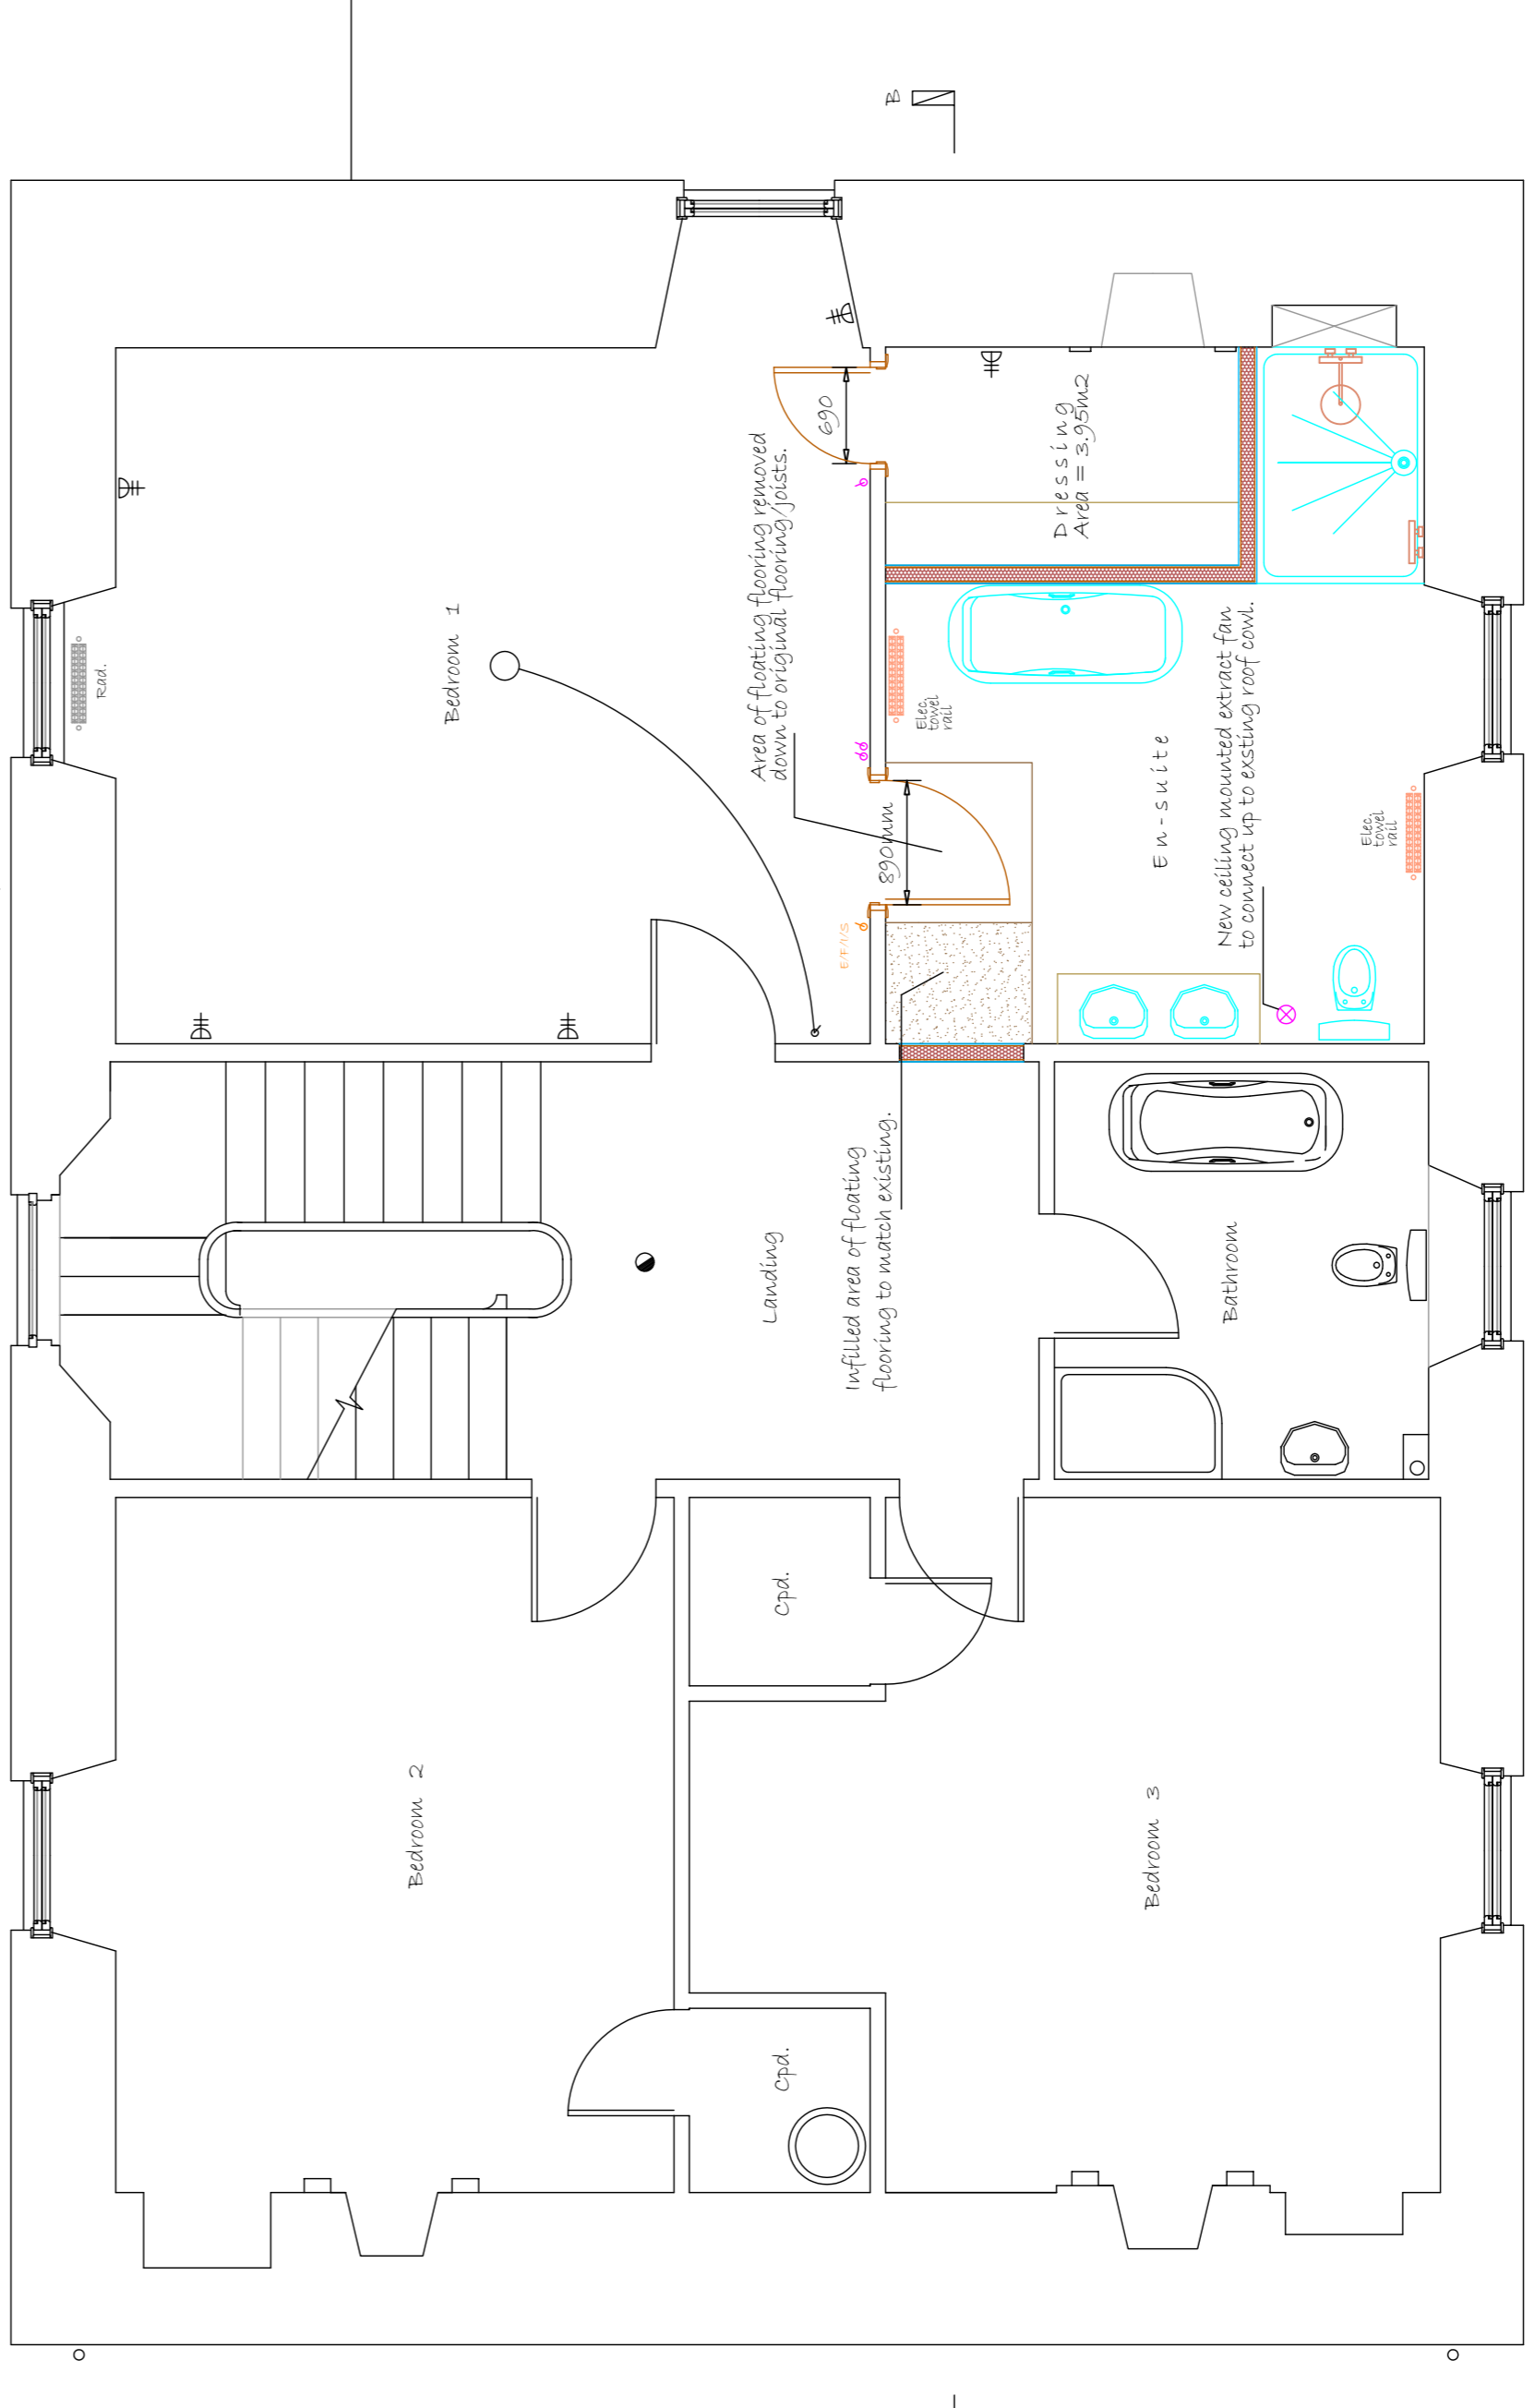 B
Rad.
Bedroom 1
690
Area of floating flooring removed
down to original flooring/joists.
Dressing
Area = 3.95m2
Elec.
towel
rail
890mm
E/F/I/S
En-suite
New ceiling mounted extract fan
to connect up to exsting roof cowl.
Elec.
towel
rail
Landing
Infilled area of floating
flooring to match existing.
Bathroom
Cpd.
Bedroom 2
Bedroom 3
Cpd.